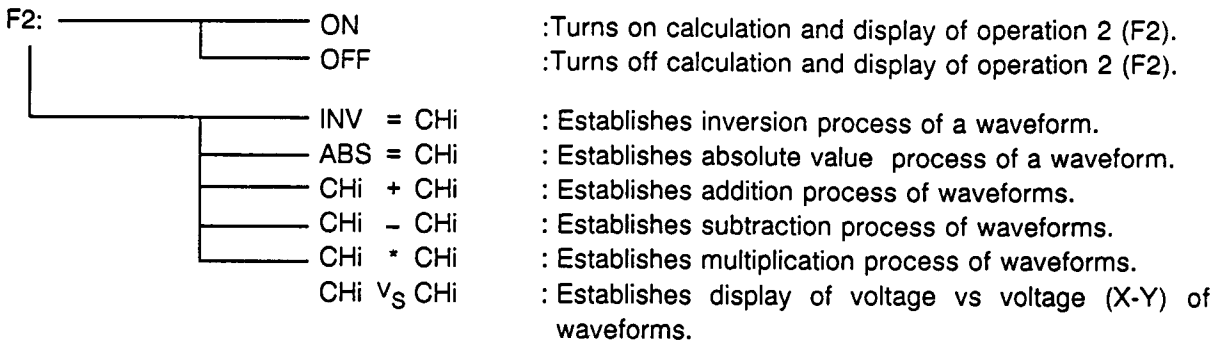 F2: ON :Turns on calculation and display of operation 2 (F2).
OFF :Turns off calculation and display of operation 2 (F2).
INV = CHi : Establishes inversion process of a waveform.
ABS = CHi : Establishes absolute value process of a waveform.
CHi + CHi : Establishes addition process of waveforms.
CHi – CHi : Establishes subtraction process of waveforms.
CHi * CHi : Establishes multiplication process of waveforms.
CHi VS CHi : Establishes display of voltage vs voltage (X-Y) of
waveforms.